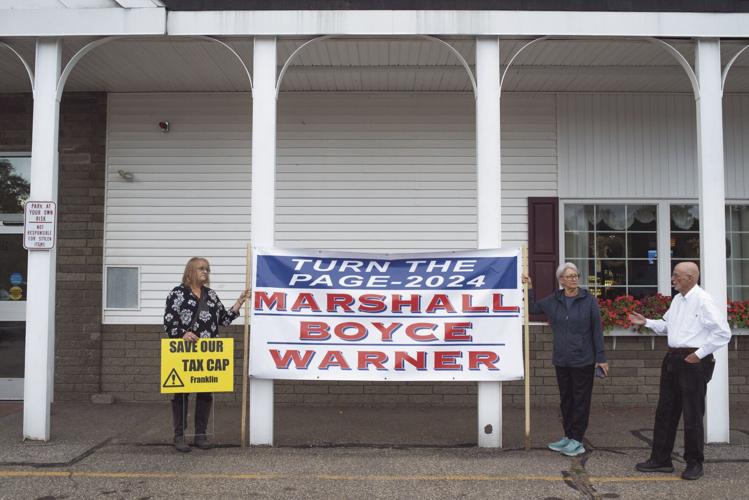 PARK AT
YOUR OWN
RISK
NOT
RESPONSIBLE
FOR STOLEN
ITEMS
TURN THE
PAGE-2024
MARSHALL
BOYCE
WARNER
SAVE OUR
TAX CAP
Franklin